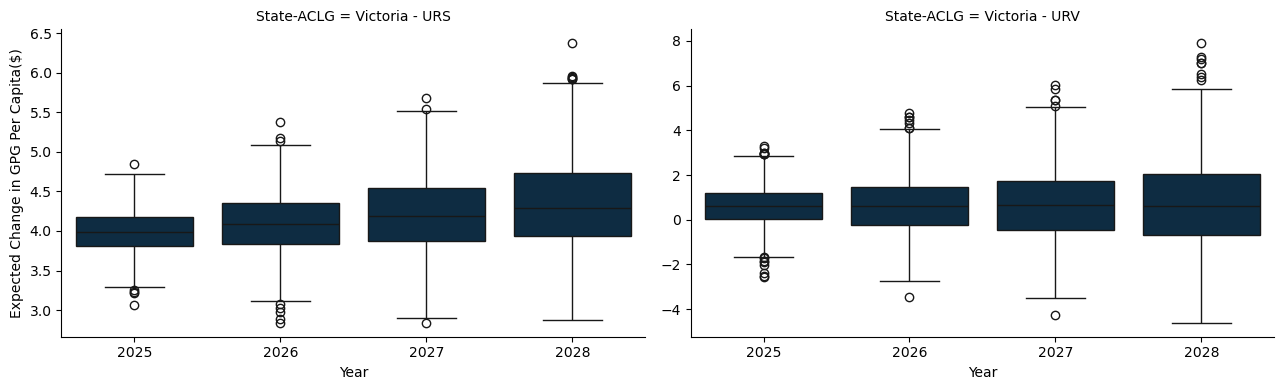 State-ACLG = Victoria - URS
Expected Change in GPG Per Capita($)
6.5
6.0
5.5
5.0
4.5
4.0
3.5
3.0
2025 2026 2027 2028
Year
State-ACLG = Victoria - URV
8
6
4
2
0
−2
−4
2025 2026 2027 2028
Year